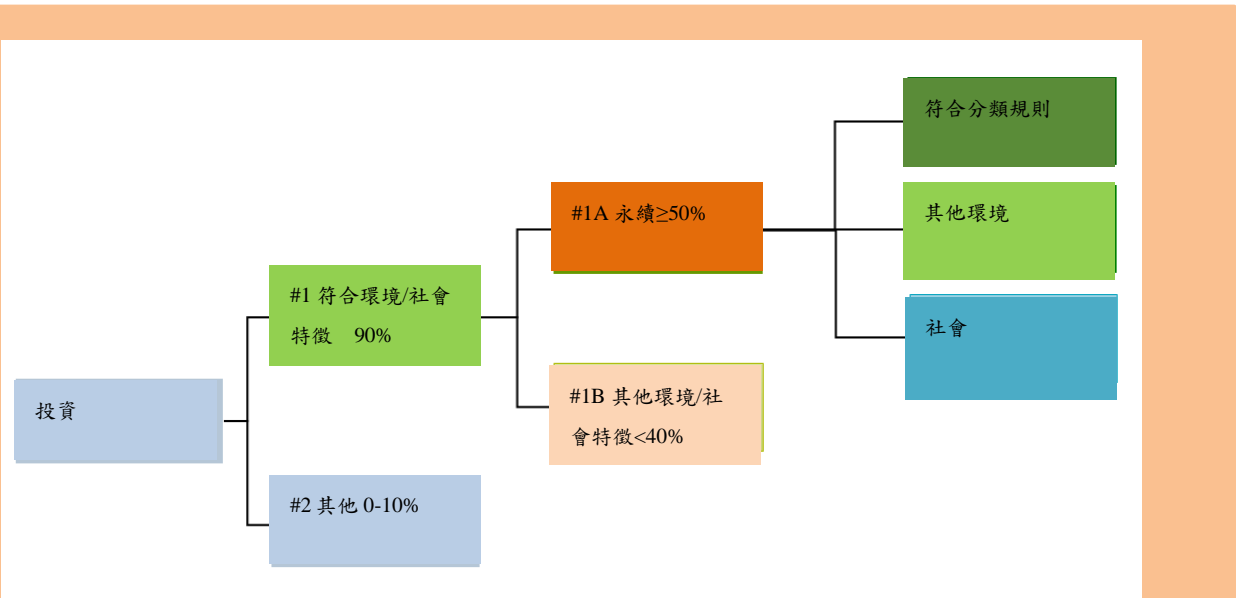 符合分類規則
#1A 永續≥50%
其他環境
#1 符合環境/社會
特徵 90%
社會
#1B 其他環境/社
會特徵<40%
投資
#2 其他 0-10%